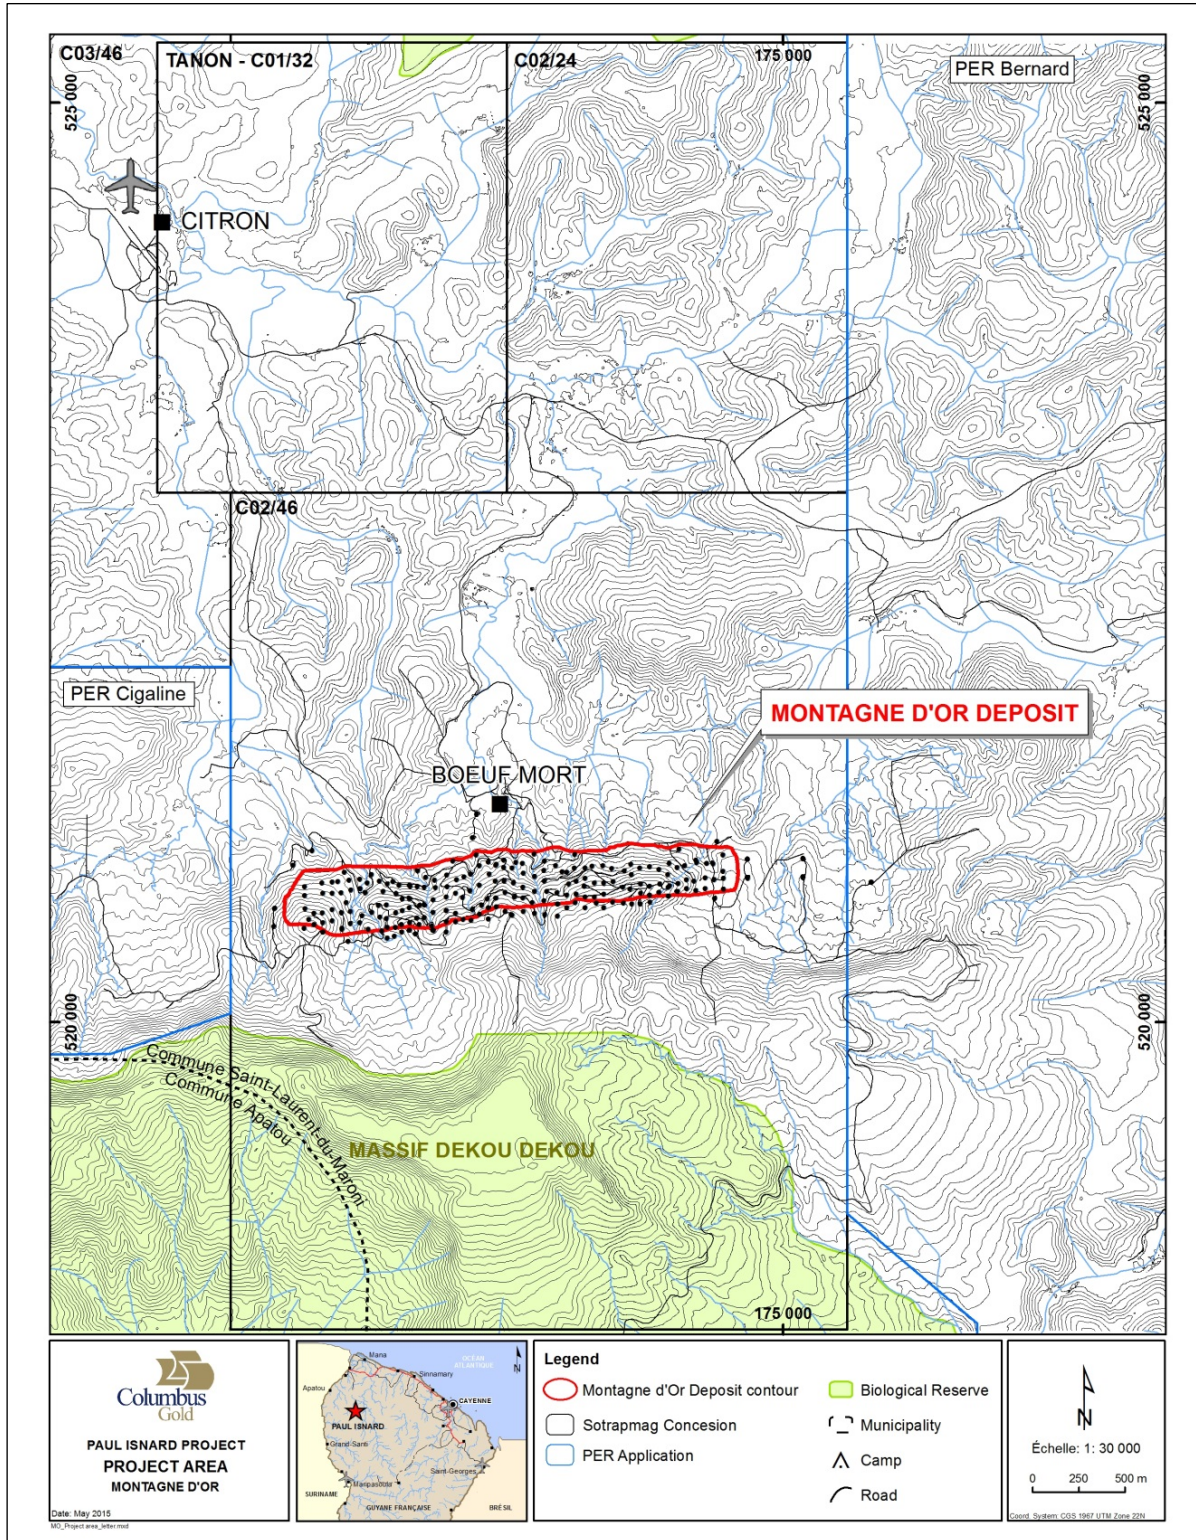 C03/46
TANON - C01/32
C02/24
175 000
PER Bernard
525 000
525 000
CITRON
C02/46
PER Cigaline
MONTAGNE D'OR DEPOSIT
BOEUF MORT
520 000
520 000
Commune Saint-Laurent-du-Maroni
Commune Apatou
MASSIF DEKOU DEKOU
175 000
Columbus
Gold
PAUL ISNARD PROJECT
PROJECT AREA
MONTAGNE D'OR
Date: May 2015
MO_Project area_letter.mxd
Mana
OCÉAN
ATLANTIQUE
N
Sinnamary
Apatou
CAYENNE
PAUL ISNARD
Grand-Santi
Saint-Georges
Maripasoula
SURINAME
GUYANE FRANÇAISE
BRÉSIL
Legend
Montagne d'Or Deposit contour
Sotrapmag Concesion
PER Application
Biological Reserve
Municipality
Camp
Road
N
Échelle: 1: 30 000
0 250 500 m
Coord. System: CGS 1967 UTM Zone 22N